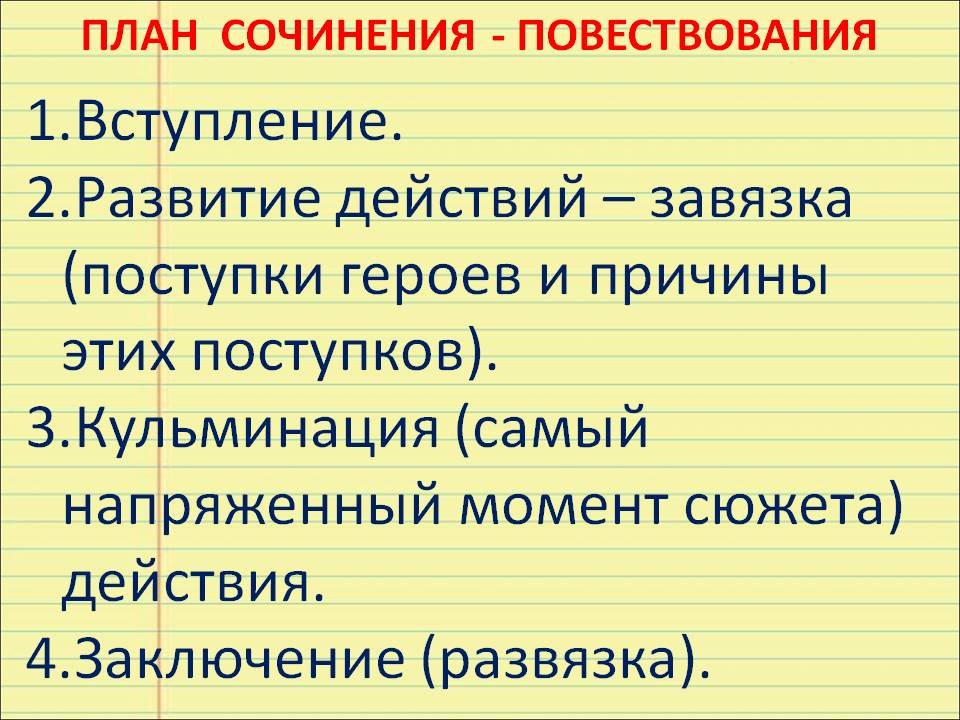 ПЛАН СОЧИНЕНИЯ - ПОВЕСТВОВАНИЯ
1.Вступление.
2.Развитие действий – завязка
(поступки героев и причины
этих поступков).
3.Кульминация (самый
напряженный момент сюжета)
действия.
4.Заключение (развязка).